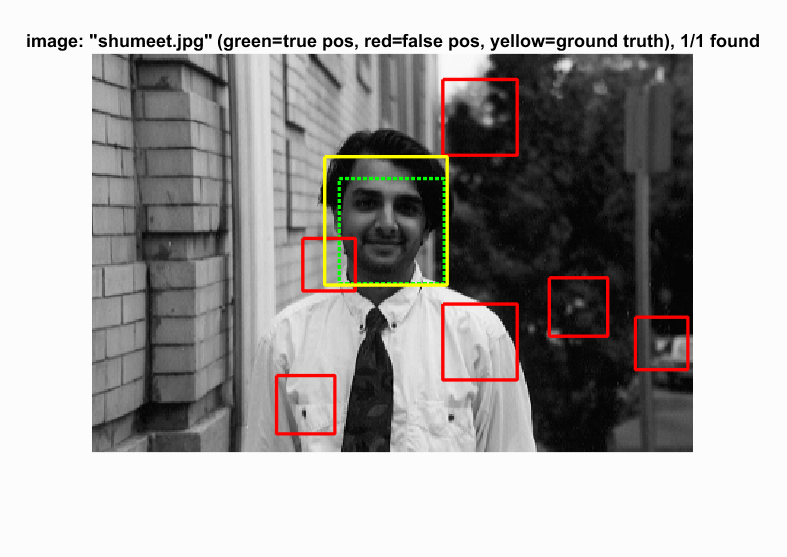 image: "shumeet.jpg" (green=true pos, red=false pos, yellow=ground truth), 1/1 found